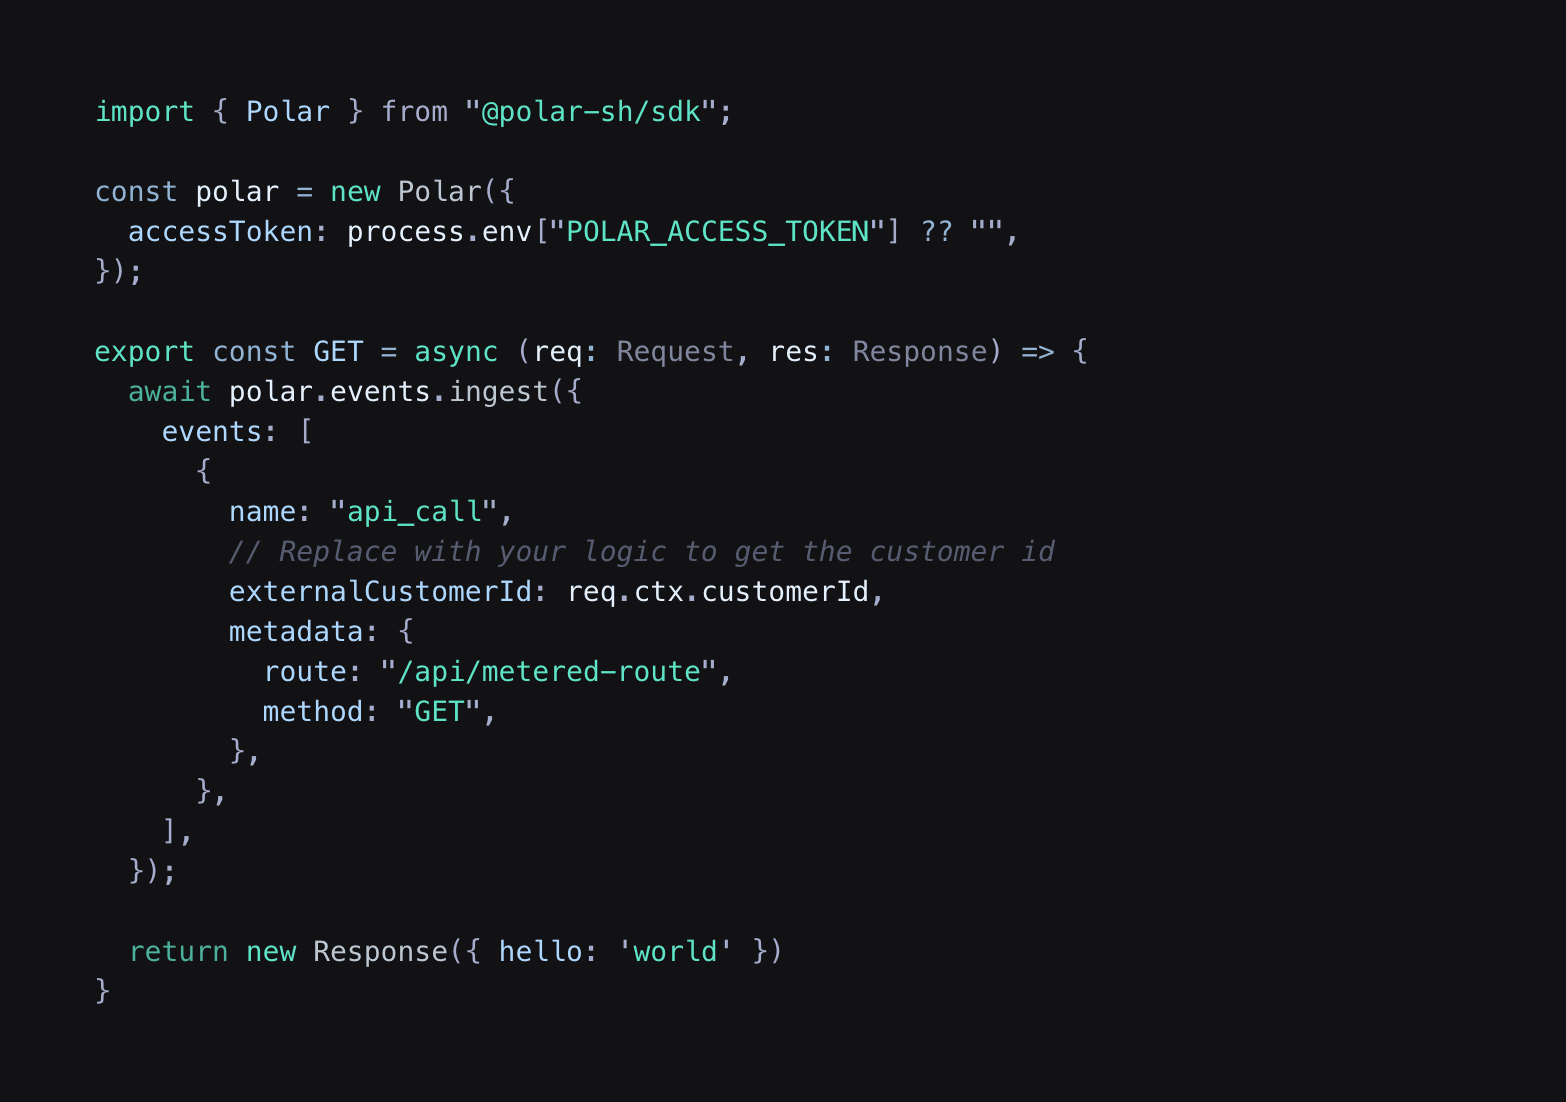 import { Polar } from "@polar-sh/sdk";

const polar = new Polar({
  accessToken: process.env["POLAR_ACCESS_TOKEN"] ?? "",
});

export const GET = async (req: Request, res: Response) => {
  await polar.events.ingest({
    events: [
      {
        name: "api_call",
        // Replace with your logic to get the customer id
        externalCustomerId: req.ctx.customerId,
        metadata: {
          route: "/api/metered-route",
          method: "GET",
        },
      },
    ],
  });

  return new Response({ hello: 'world' })
}